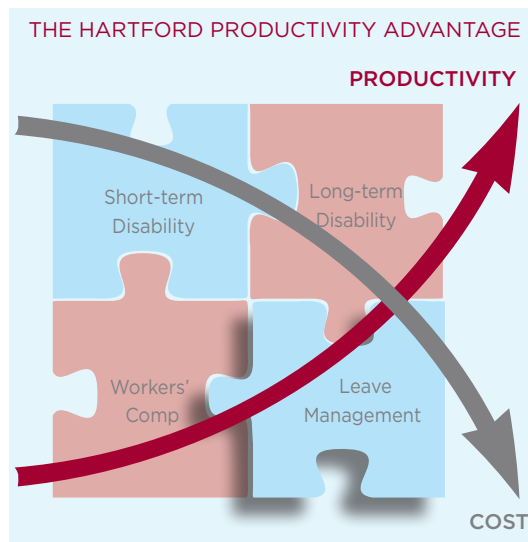 THE HARTFORD PRODUCTIVITY ADVANTAGE
PRODUCTIVITY
Short-term
Disability
Long-term
Disability
Workers'
Comp
Leave
Management
COST